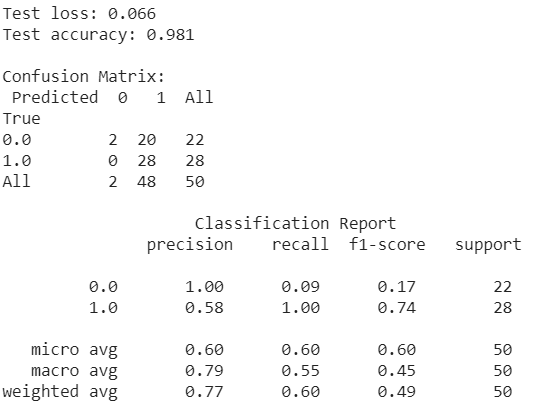 Test loss: 0.066
Test accuracy: 0.981
Confusion Matrix:
Predicted 0 1 All
True
0.0 2 20 22
1.0 0 28 28
All 2 48 50
Classification Report
precision recall f1-score support
0.0 1.00 0.09 0.17 22
1.0 0.58 1.00 0.74 28
micro avg 0.60 0.60 0.60 50
macro avg 0.79 0.55 0.45 50
weighted avg 0.77 0.60 0.49 50